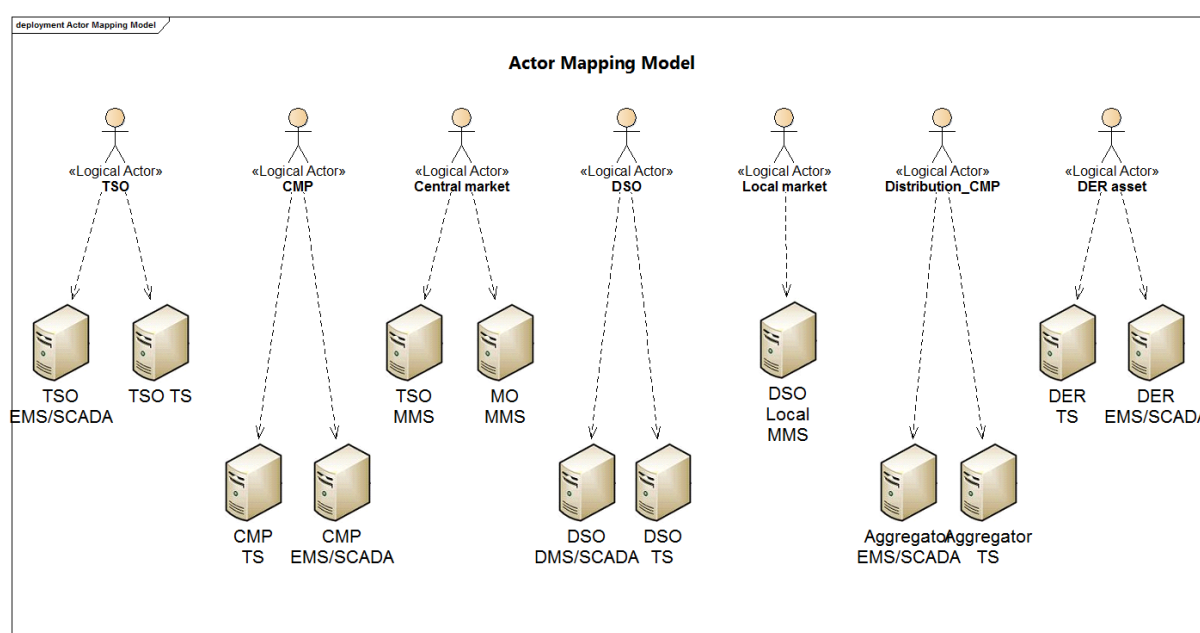 deployment Actor Mapping Model
Actor Mapping Model
«Logical Actor»
TSO
«Logical Actor»
CMP
«Logical Actor»
Central market
«Logical Actor»
DSO
«Logical Actor»
Local market
«Logical Actor»
Distribution_CMP
«Logical Actor»
DER asset
TSO
EMS/SCADA
TSO TS
TSO
MMS
MO
MMS
DSO
Local
MMS
DER
TS
DER
EMS/SCADA
CMP
TS
CMP
EMS/SCADA
DSO
DMS/SCADA
DSO
TS
Aggregator
EMS/SCADA
Aggregator
TS